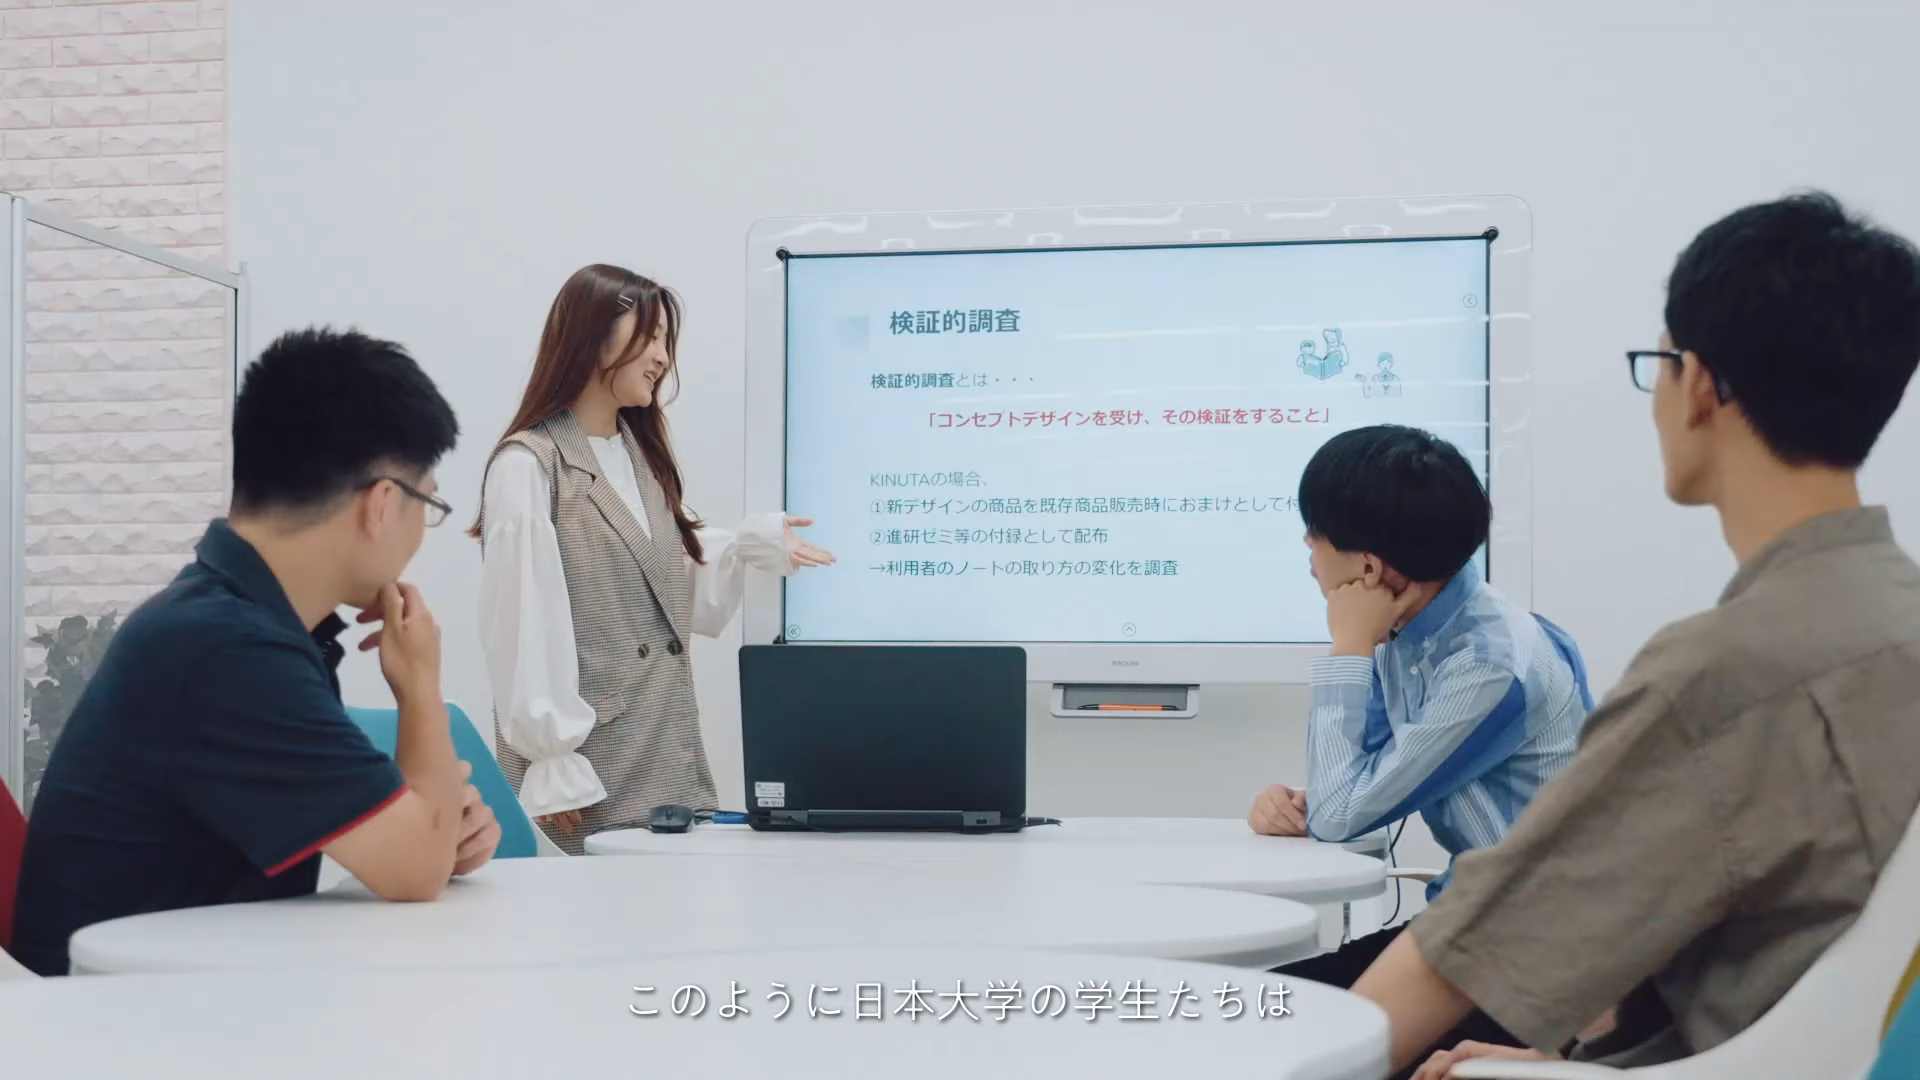 検証的調査
検証的調査とは・・・
「コンセプトデザインを受け、その検証をすること」
KINUTAの場合、
①新デザインの商品を既存商品販売時におまけとして付
②進研ゼミ等の付録として配布
→利用者のノートの取り方の変化を調査
RICOH
このように日本大学の学生たちは